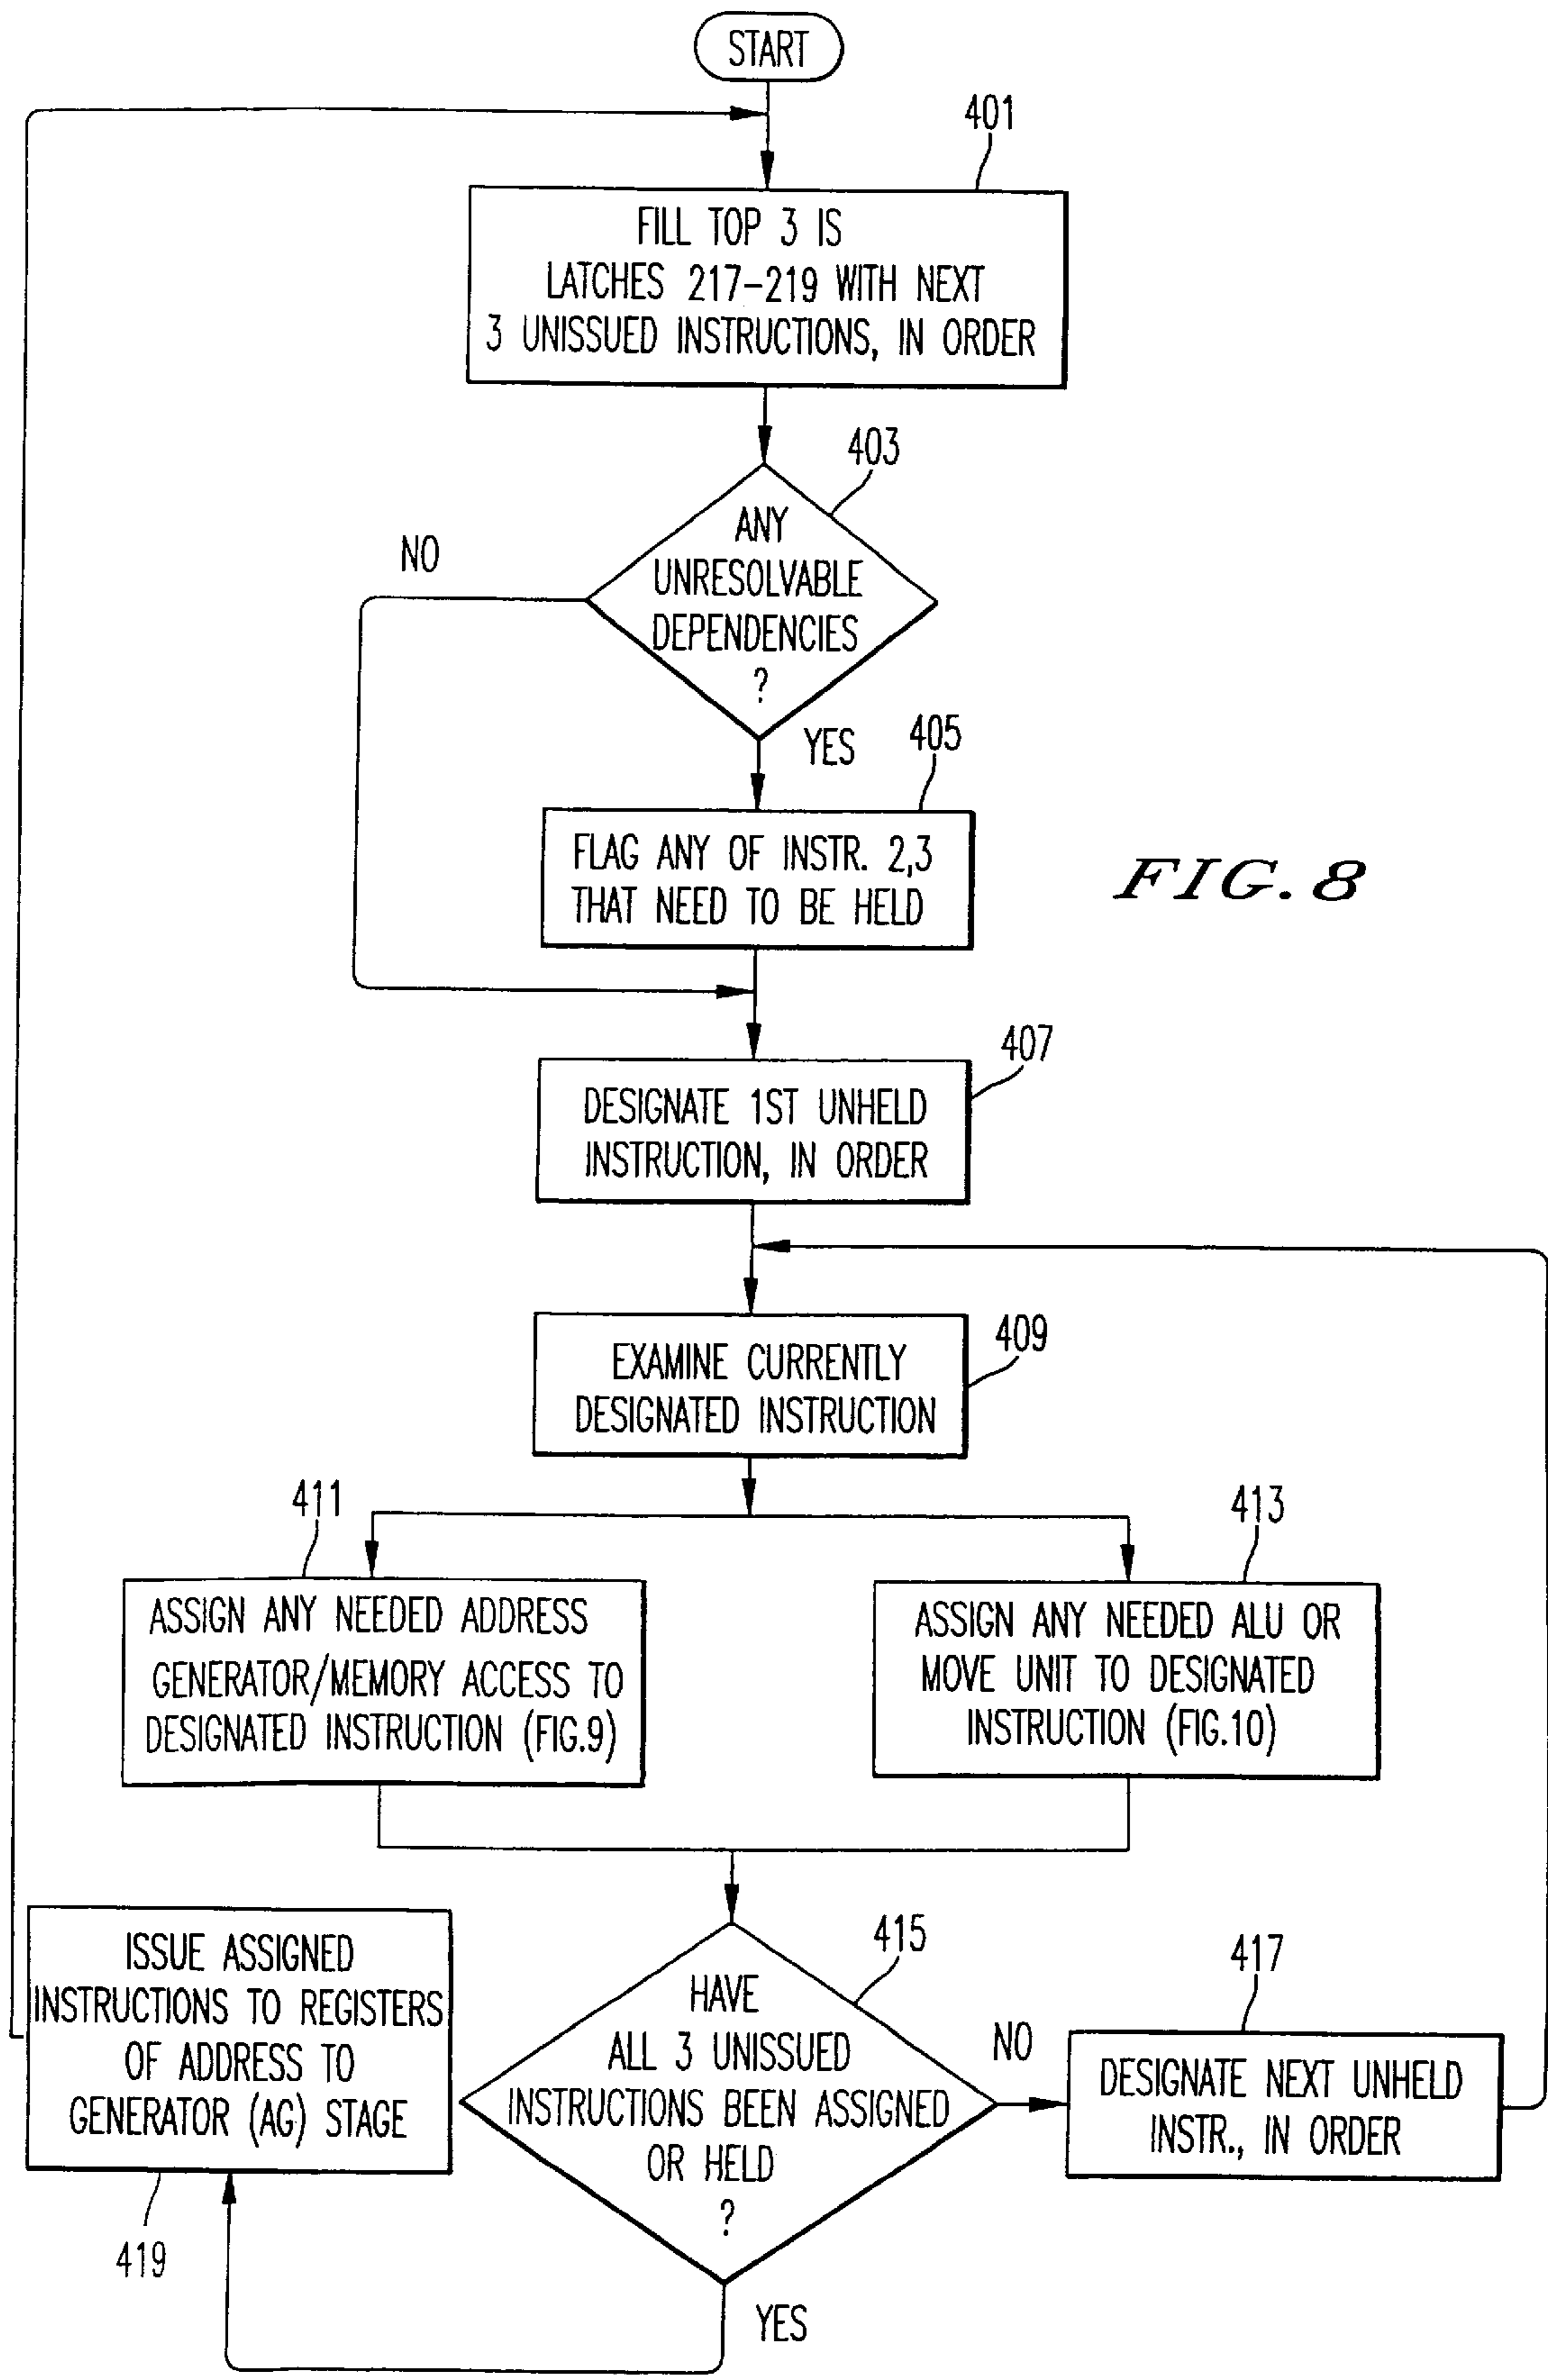 START
401
FILL TOP 3 IS
LATCHES 217-219 WITH NEXT
3 UNISSUED INSTRUCTIONS, IN ORDER
403
ANY
UNRESOLVABLE
DEPENDENCIES
?
NO
YES
405
FLAG ANY OF INSTR. 2,3
THAT NEED TO BE HELD
FIG. 8
407
DESIGNATE 1ST UNHELD
INSTRUCTION, IN ORDER
409
EXAMINE CURRENTLY
DESIGNATED INSTRUCTION
411
ASSIGN ANY NEEDED ADDRESS
GENERATOR/MEMORY ACCESS TO
DESIGNATED INSTRUCTION (FIG.9)
413
ASSIGN ANY NEEDED ALU OR
MOVE UNIT TO DESIGNATED
INSTRUCTION (FIG.10)
415
HAVE
ALL 3 UNISSUED
INSTRUCTIONS BEEN ASSIGNED
OR HELD
?
NO
417
DESIGNATE NEXT UNHELD
INSTR., IN ORDER
ISSUE ASSIGNED
INSTRUCTIONS TO REGISTERS
OF ADDRESS TO
GENERATOR (AG) STAGE
419
YES